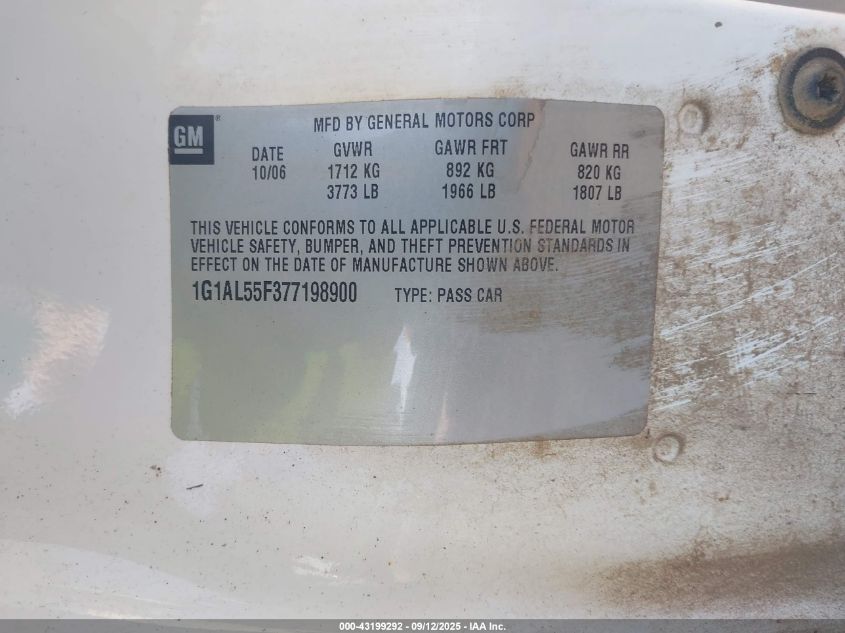 GM®
MFD BY GENERAL MOTORS CORP
DATE GVWR GAWR FRT GAWR RR
10/06 1712 KG 892 KG 820 KG
3773 LB 1966 LB 1807 LB
THIS VEHICLE CONFORMS TO ALL APPLICABLE U.S. FEDERAL MOTOR
VEHICLE SAFETY, BUMPER, AND THEFT PREVENTION STANDARDS IN
EFFECT ON THE DATE OF MANUFACTURE SHOWN ABOVE.
1G1AL55F377198900 TYPE: PASS CAR
000-43199292 - 09/12/2025 - IAA Inc.